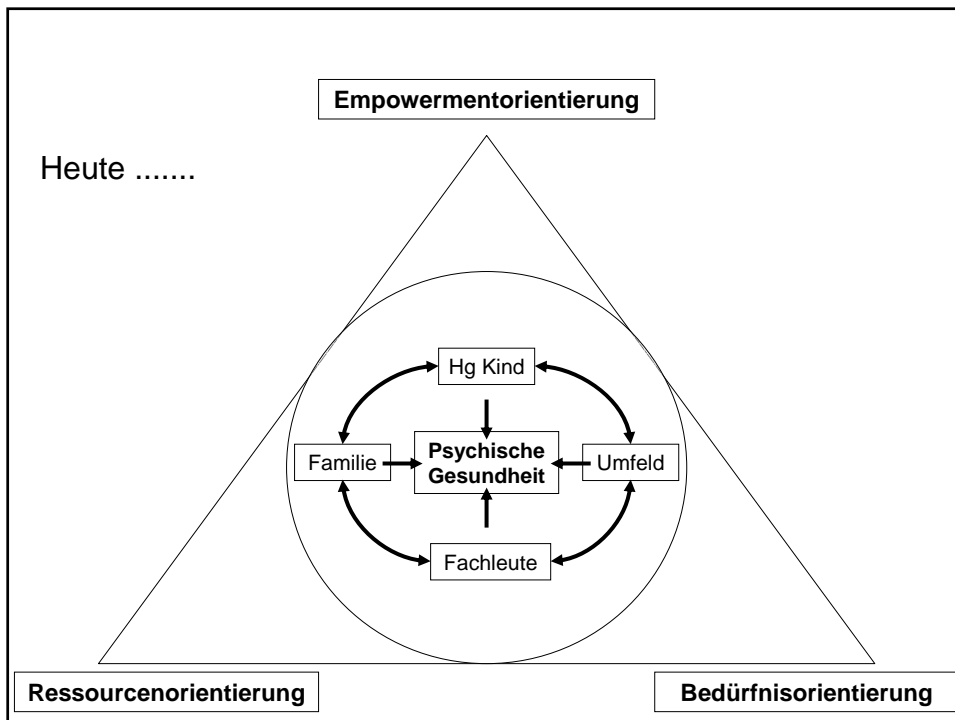 Empowermentorientierung
Heute .......
Hg Kind
Familie
Psychische
Gesundheit
Umfeld
Fachleute
Ressourcenorientierung
Bedürfnisorientierung